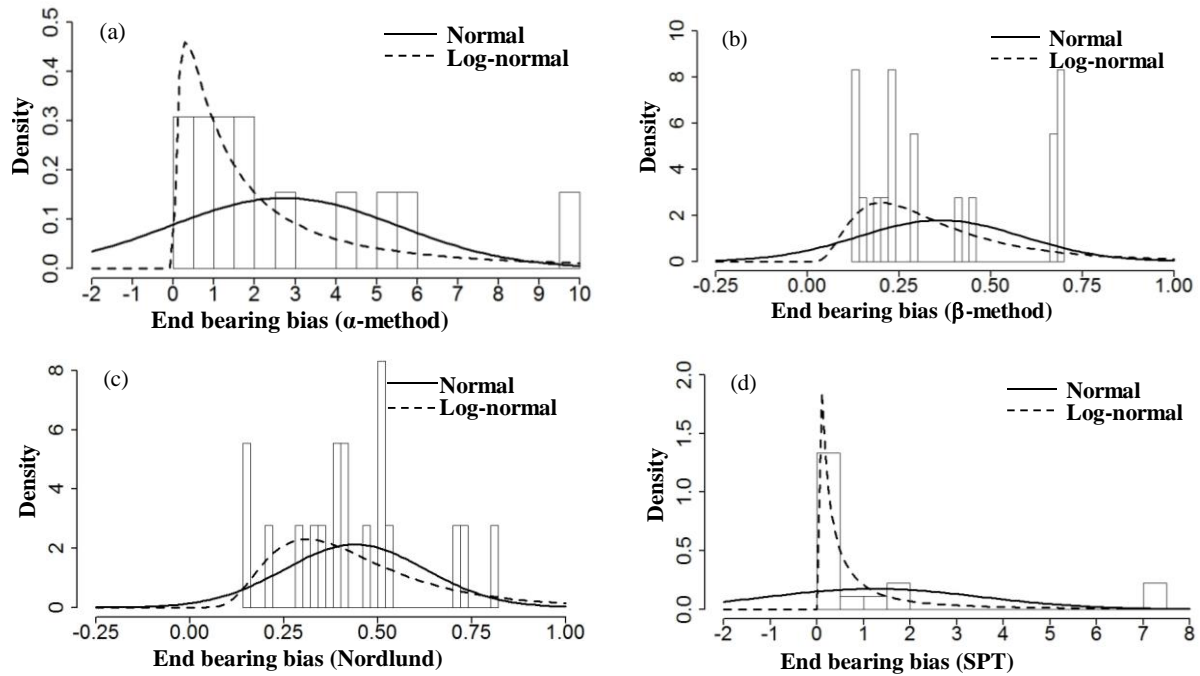 (a)
Normal
Log-normal
Density
0.0 0.1 0.2 0.3 0.4 0.5
-2 -1 0 1 2 3 4 5 6 7 9 10
End bearing bias (α-method)
(b)
Normal
Log-normal
Density
0 2 4 6 8 10
-0.25 0.00 0.25 0.50 0.75 1.00
End bearing bias (β-method)
(c)
Normal
Log-normal
Density
0 2 4 6 8
-0.25 0.00 0.25 0.50 0.75 1.00
End bearing bias (Nordlund)
(d)
Normal
Log-normal
Density
0.0 0.5 1.0 1.5 2.0
-2 -1 0 1 2 3 4 5 6 7 8
End bearing bias (SPT)